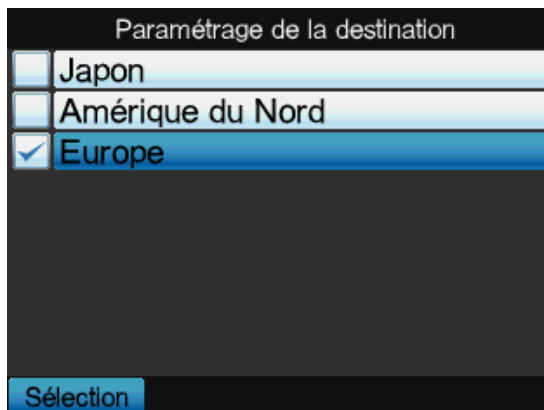 Paramétrage de la destination
Japon
Amérique du Nord
Europe
Sélection